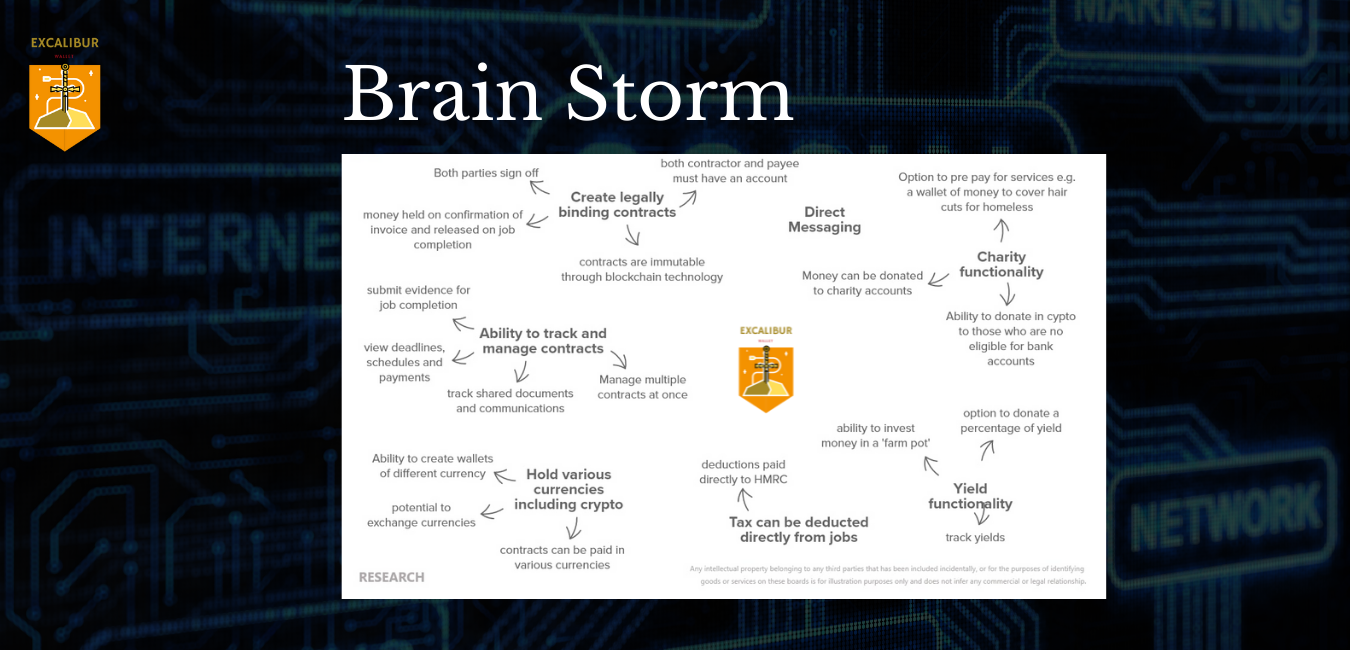 MARKETING
EXCALIBUR
WALLET
Brain Storm
INTERNE
NETWORK
Both parties sign off
both contractor and payee
must have an account
Create legally
binding contracts
money held on confirmation of
invoice and released on job
completion
contracts are immutable
through blockchain technology
Direct
Messaging
Option to pre pay for services e.g.
a wallet of money to cover hair
cuts for homeless
Charity
functionality
Money can be donated
to charity accounts
Ability to donate in cypto
to those who are no
eligible for bank
accounts
submit evidence for
job completion
Ability to track and
manage contracts
view deadlines,
schedules and
payments
track shared documents
and communications
Manage multiple
contracts at once
EXCALIBUR
WALLET
Ability to create wallets
of different currency
Hold various
currencies
including crypto
potential to
exchange currencies
contracts can be paid in
various currencies
deductions paid
directly to HMRC
Tax can be deducted
directly from jobs
ability to invest
money in a 'farm pot'
option to donate a
percentage of yield
Yield
functionality
track yields
RESEARCH
Any intellectual property belonging to any third parties that has been included incidentally, or for the purposes of identifying
goods or services on these boards is for illustration purposes only and does not infer any commercial or legal relationship.